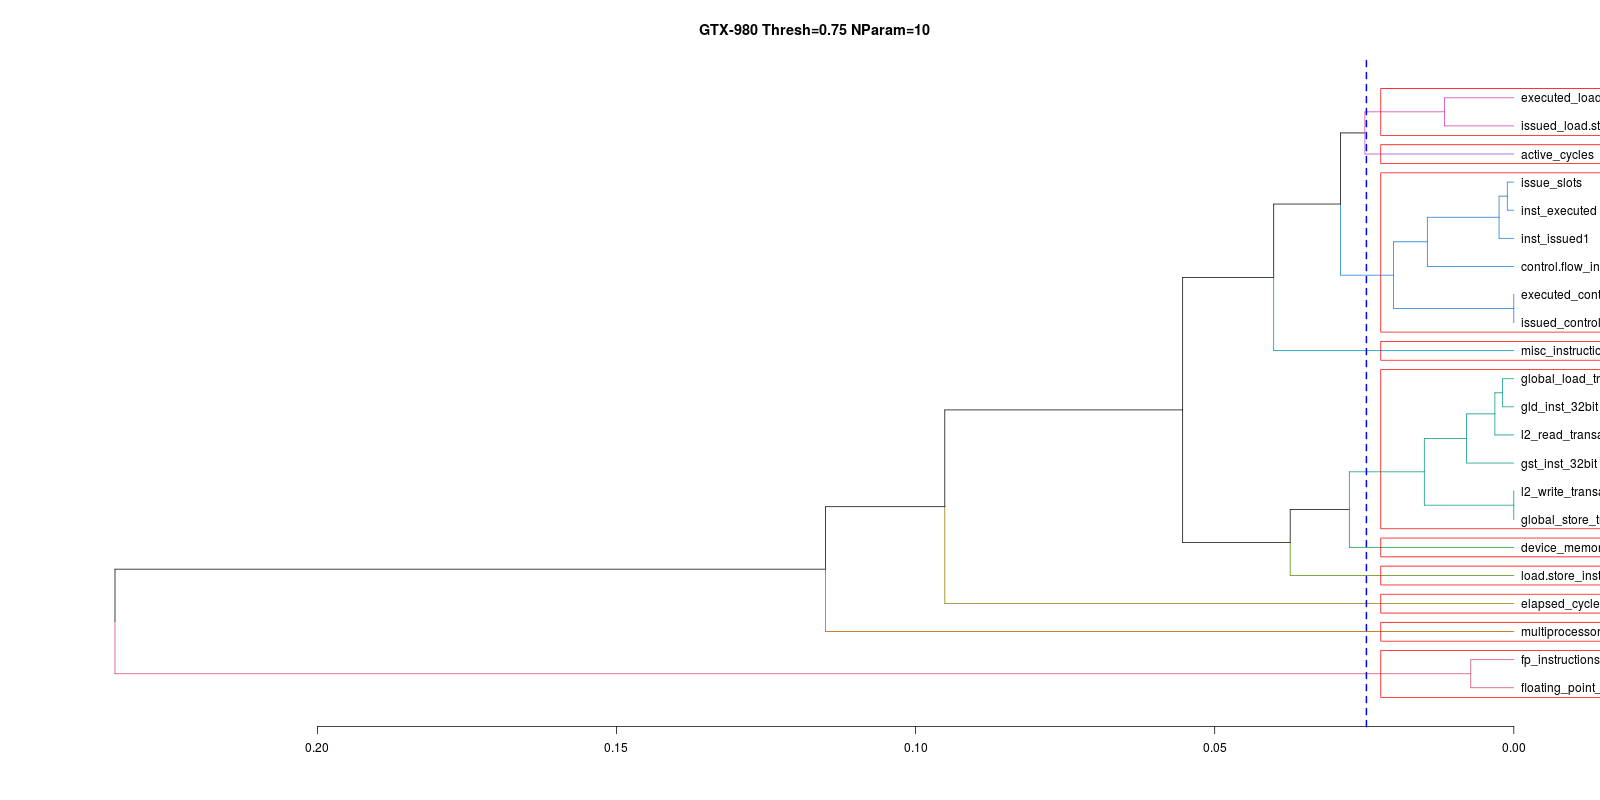 GTX-980 Thresh=0.75 NParam=10
executed_load
issued_load.st
active_cycles
issue_slots
inst_executed
inst_issued1
control.flow_in
executed_cont
issued_control
misc_instructio
global_load_tr
gld_inst_32bit
l2_read_transa
gst_inst_32bit
l2_write_transa
global_store_t
device_memor
load.store_inst
elapsed_cycle
multiprocessor
fp_instructions
floating_point_
0.20 0.15 0.10 0.05 0.00